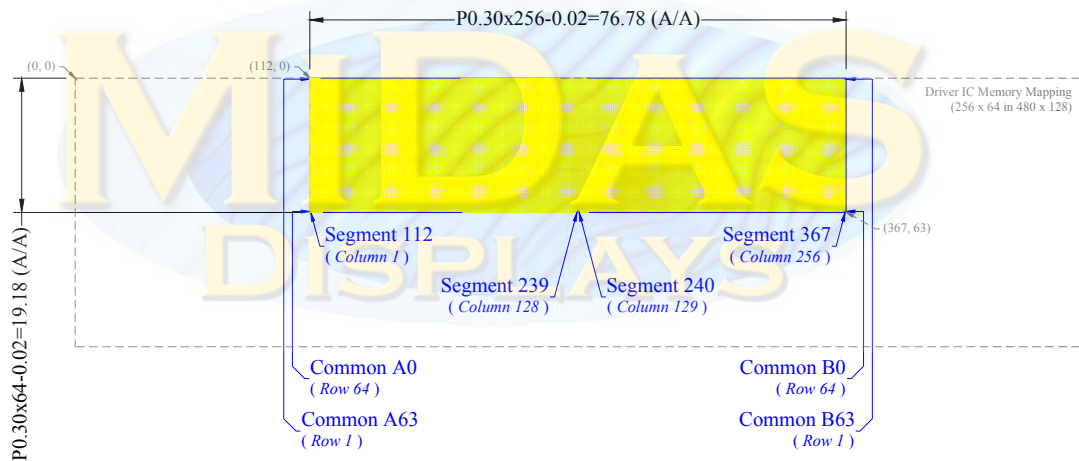 P0.30x256-0.02=76.78 (A/A)
(0, 0)
(112, 0)
Driver IC Memory Mapping
(256 x 64 in 480 x 128)
MIDAS
DISPLAYS
P0.30x64-0.02=19.18 (A/A)
(367, 63)
Segment 112
( Column 1 )
Segment 367
( Column 256 )
Segment 239
( Column 128 )
Segment 240
( Column 129 )
Common A0
( Row 64 )
Common B0
( Row 64 )
Common A63
( Row 1 )
Common B63
( Row 1 )